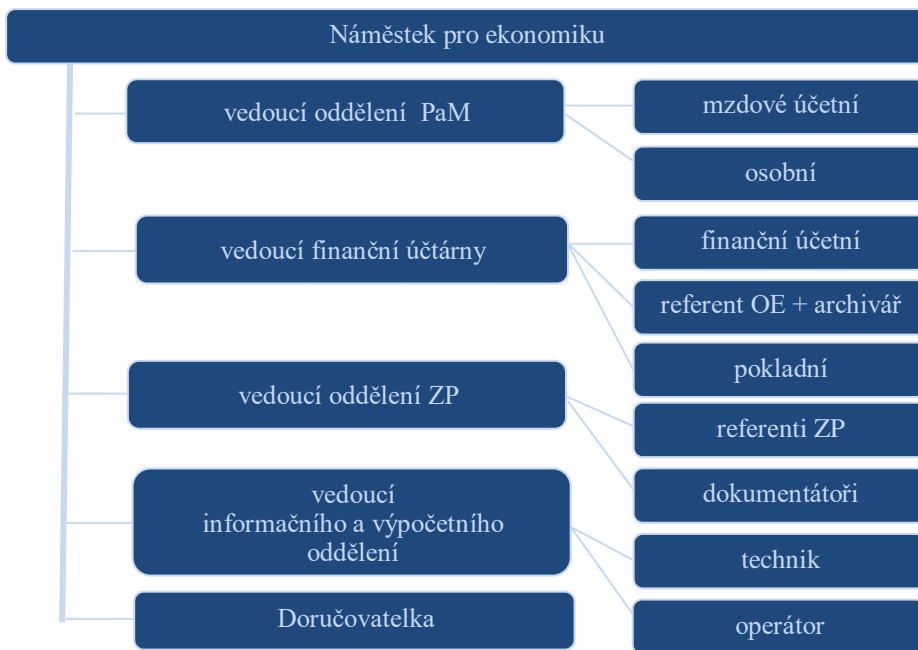 Náměstek pro ekonomiku
vedoucí oddělení PaM
mzdové účetní
osobní
vedoucí finanční účtárny
finanční účetní
referent OE + archivář
pokladní
vedoucí oddělení ZP
referenti ZP
dokumentátoři
vedoucí
informačního a výpočetního
oddělení
technik
operátor
Doručovatelka